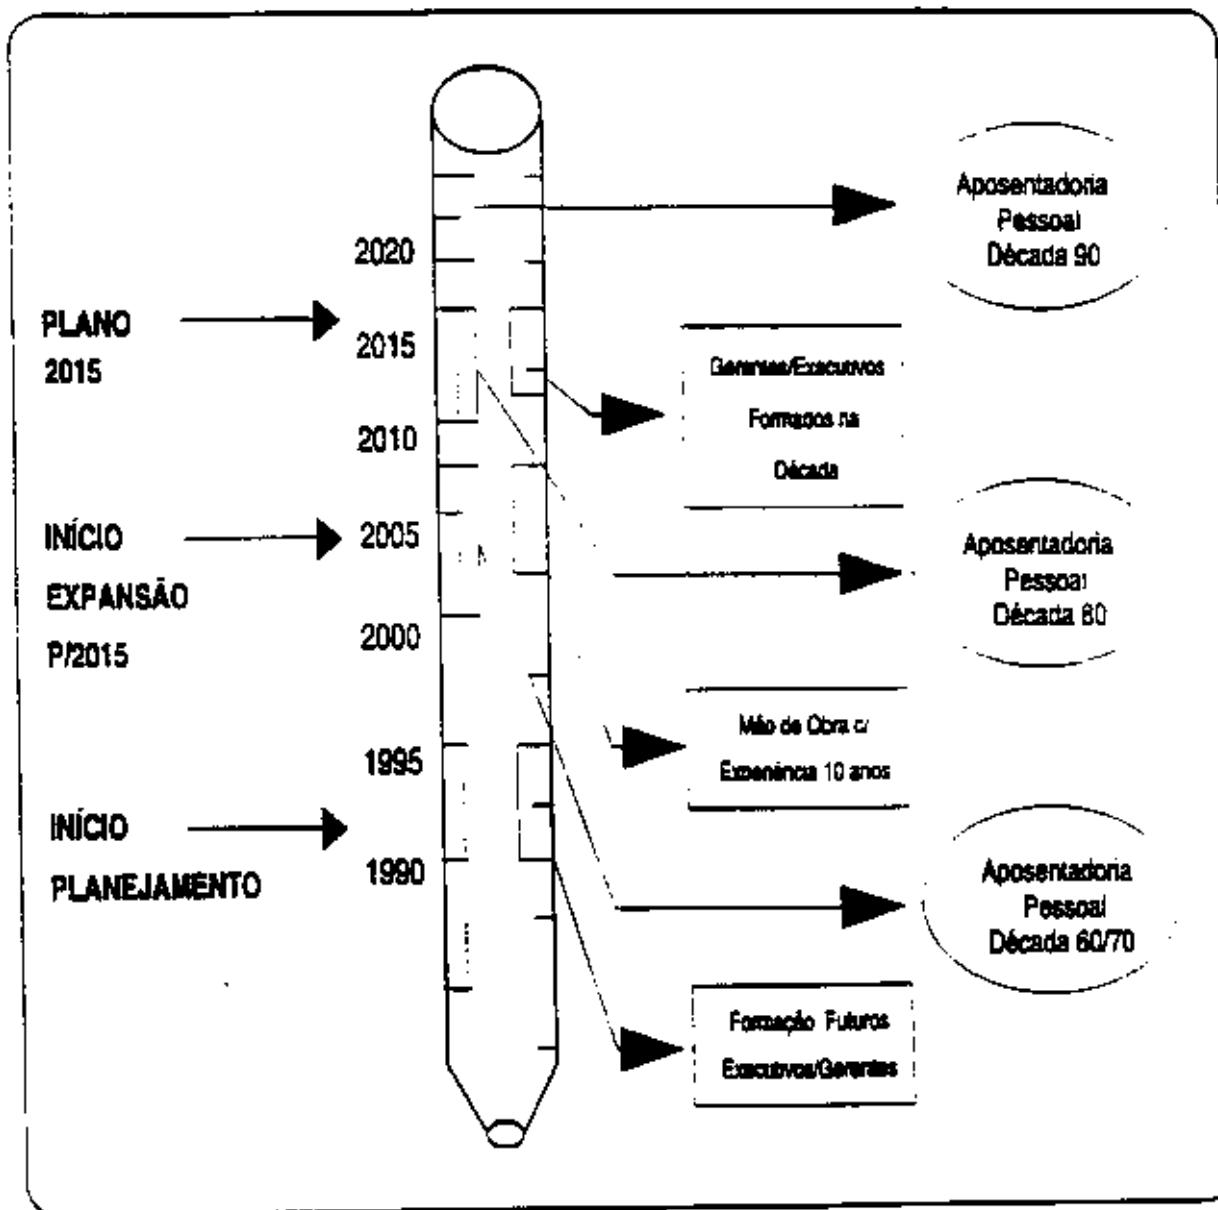 Aposentadoria
Pessoal
Década 90
2020
PLANO
2015
2015
Gerentes/Executivos
Formados na
Década
2010
INÍCIO
EXPANSÃO
P/2015
2005
Aposentadoria
Pessoal
Década 80
2000
Mão de Obra c/
Experiência 10 anos
1995
INÍCIO
PLANEJAMENTO
1990
Aposentadoria
Pessoal
Década 60/70
Formação Futuros
Executivos/Gerentes